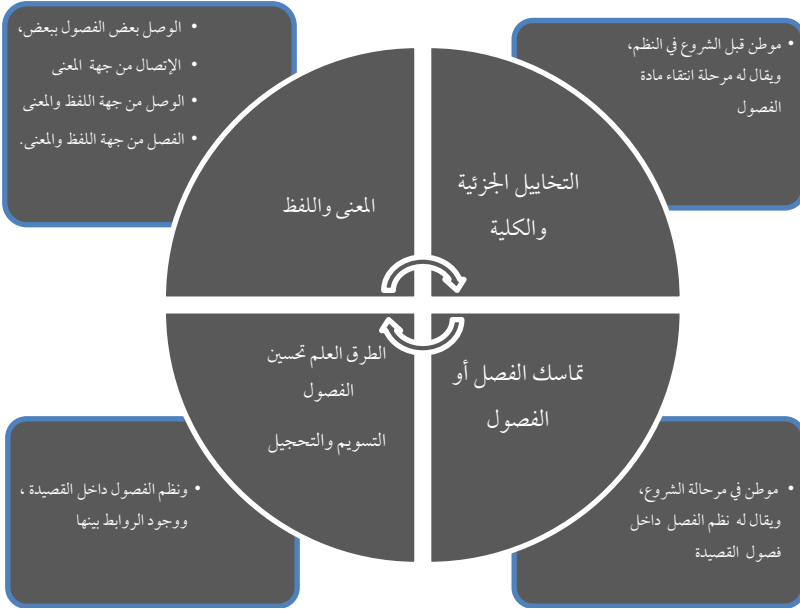 • موطن قبل الشروع في النظم،
ويقال له مرحلة انتقاء مادة
الفصول
• الوصل بعض الفصول ببعض،
• الإتصال من جهة المعنى
• الوصل من جهة اللفظ والمعنى
• الفصل من جهة اللفظ والمعنى.
التخاييل الجزئية
والكلية
المعنى واللفظ
تماسك الفصل أو
الفصول
الطرق العلم تحسين
الفصول
التسويم والتحجيل
• موطن في مرحالة الشروع،
ويقال له نظم الفصل داخل
فصول القصيدة
• ونظم الفصول داخل القصيدة ،
ووجود الروابط بينها